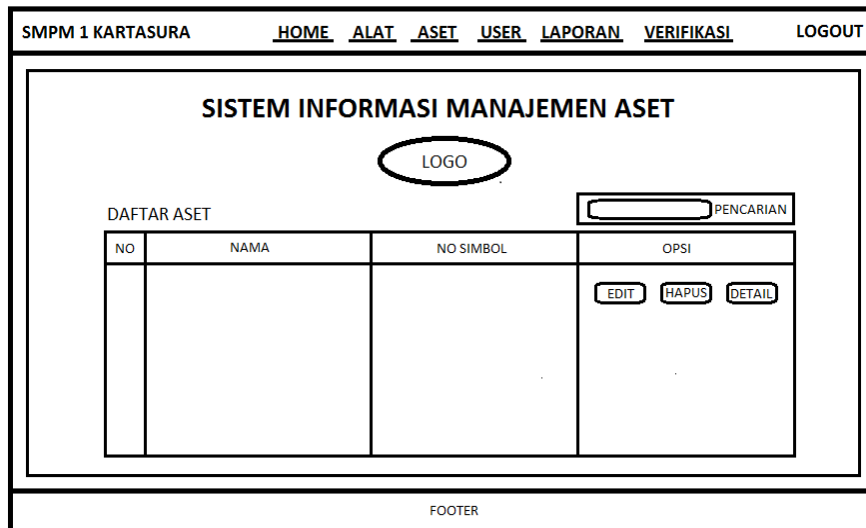 SMPM 1 KARTASURA HOME ALAT ASET USER LAPORAN VERIFIKASI LOGOUT
SISTEM INFORMASI MANAJEMEN ASET
LOGO
DAFTAR ASET PENCARIAN
NO NAMA NO SIMBOL OPSI
EDIT HAPUS DETAIL
FOOTER